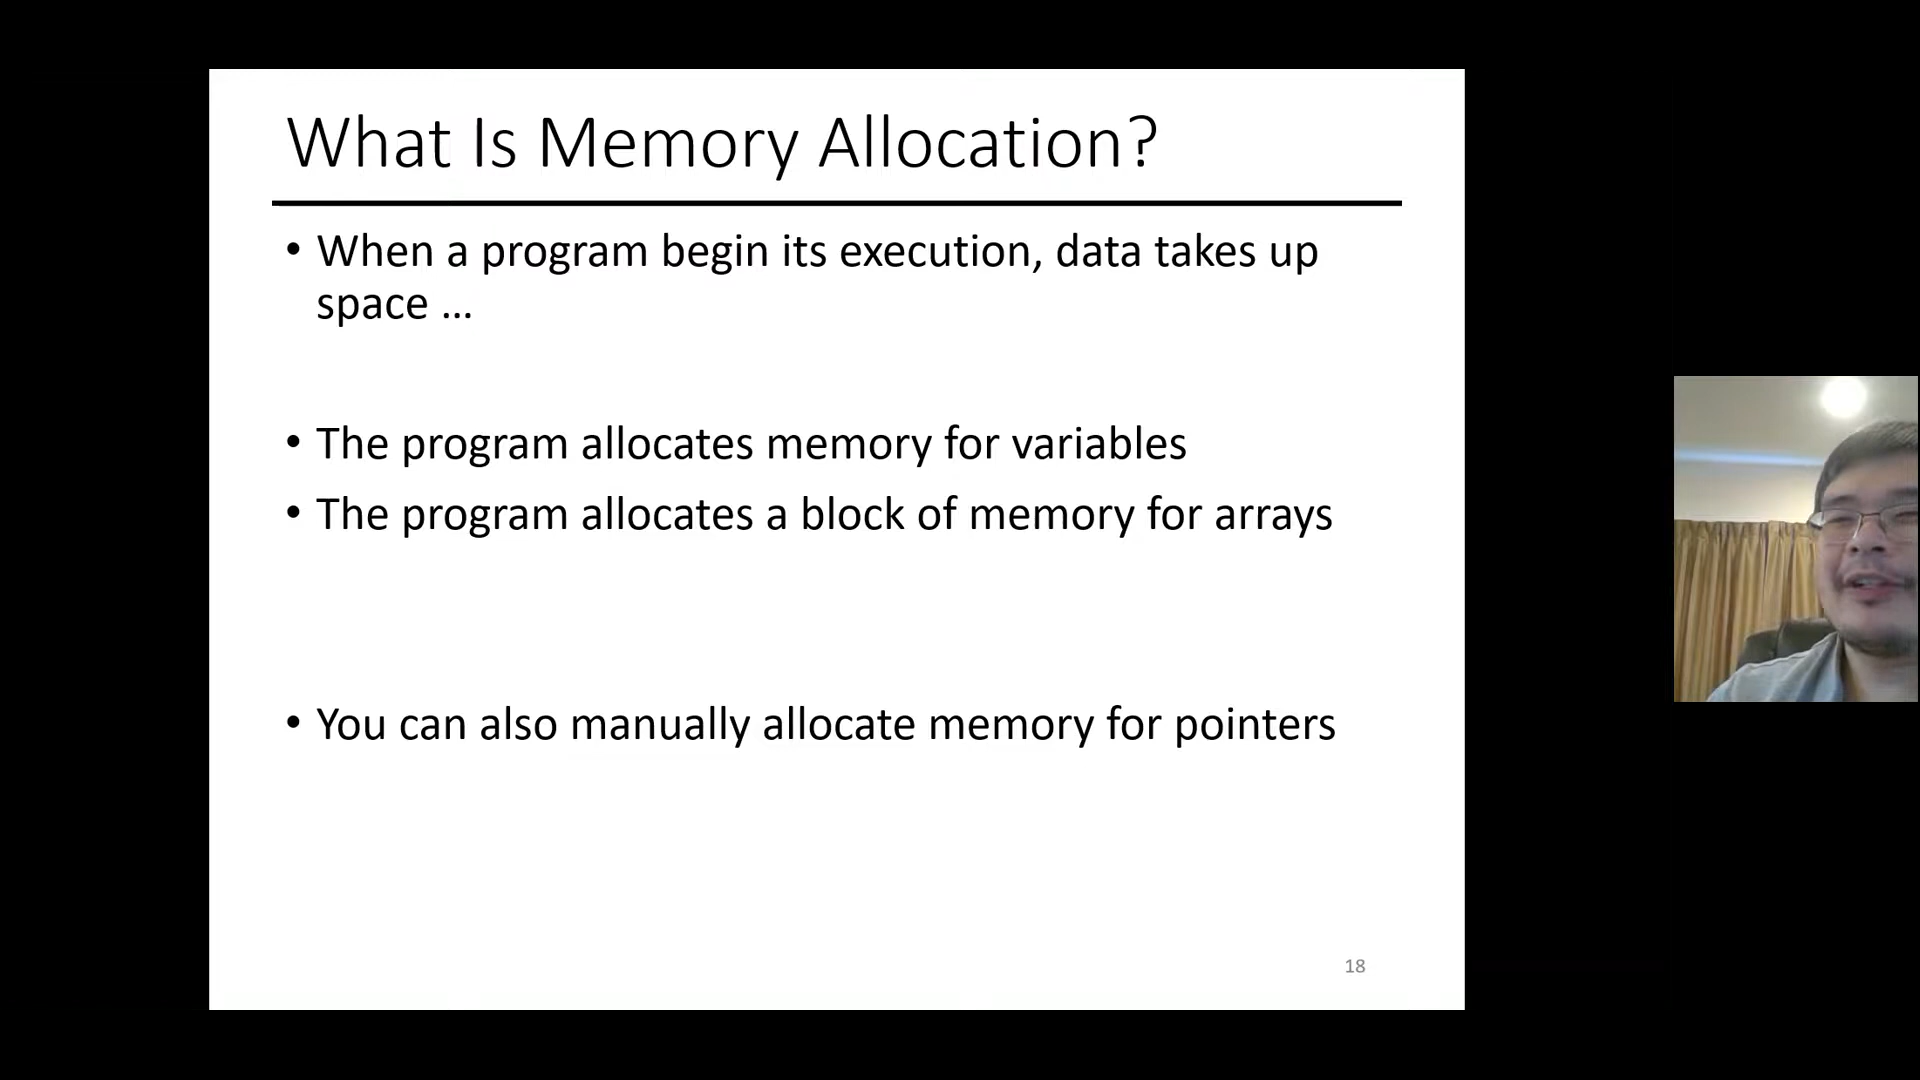 What Is Memory Allocation?
• When a program begin its execution, data takes up
space ...
• The program allocates memory for variables
• The program allocates a block of memory for arrays
• You can also manually allocate memory for pointers
18